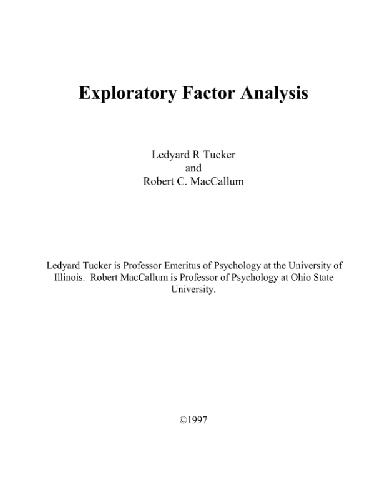 Exploratory Factor Analysis
Ledyard R Tucker
and
Robert C. MacCallum
Ledyard Tucker is Professor Emeritus of Psychology at the University of
Illinois. Robert MacCallum is Professor of Psychology at Ohio State
University.
©1997